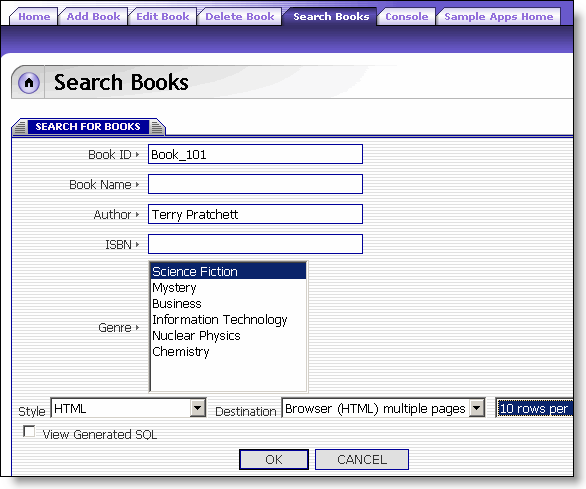 Home Add Book Edit Book Delete Book Search Books Console Sample Apps Home
Search Books
SEARCH FOR BOOKS
Book ID Book_101
Book Name
Author Terry Pratchett
ISBN
Science Fiction
Mystery
Business
Genre Information Technology
Nuclear Physics
Chemistry
Style HTML Destination Browser (HTML) multiple pages 10 rows per
View Generated SQL
OK CANCEL